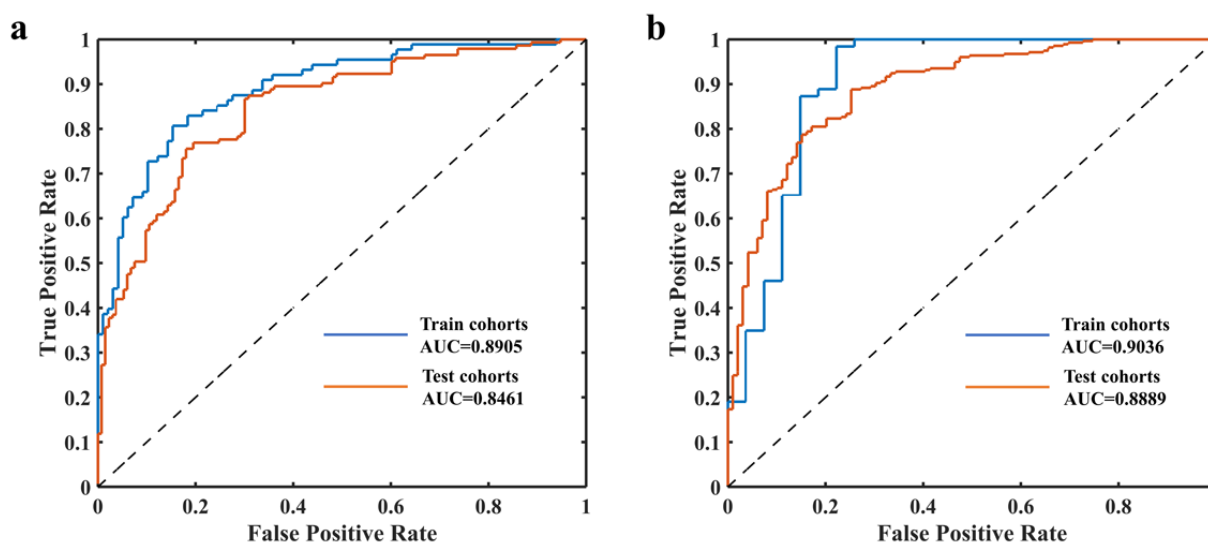 a
1
0.9
0.8
0.7
0.6
0.5
0.4
0.3
0.2
0.1
0
True Positive Rate
0 0.2 0.4 0.6 0.8 1
False Positive Rate
Train cohorts
AUC=0.8905
Test cohorts
AUC=0.8461
b
1
0.9
0.8
0.7
0.6
0.5
0.4
0.3
0.2
0.1
0
True Positive Rate
0 0.2 0.4 0.6 0.8
False Positive Rate
Train cohorts
AUC=0.9036
Test cohorts
AUC=0.8889